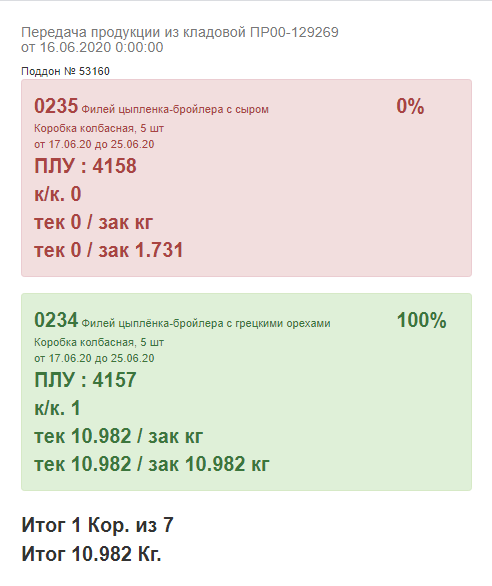 Передача продукции из кладовой ПР00-129269
от 16.06.2020 0:00:00
Поддон № 53160
0235 Филей цыпленка-бройлера с сыром 0%
Коробка колбасная, 5 шт
от 17.06.20 до 25.06.20
ПЛУ : 4158
к/к. 0
тек 0 / зак кг
тек 0 / зак 1.731
0234 Филей цыплёнка-бройлера с грецкими орехами 100%
Коробка колбасная, 5 шт
от 17.06.20 до 25.06.20
ПЛУ : 4157
к/к. 1
тек 10.982 / зак кг
тек 10.982 / зак 10.982 кг
Итог 1 Кор. из 7
Итог 10.982 Кг.